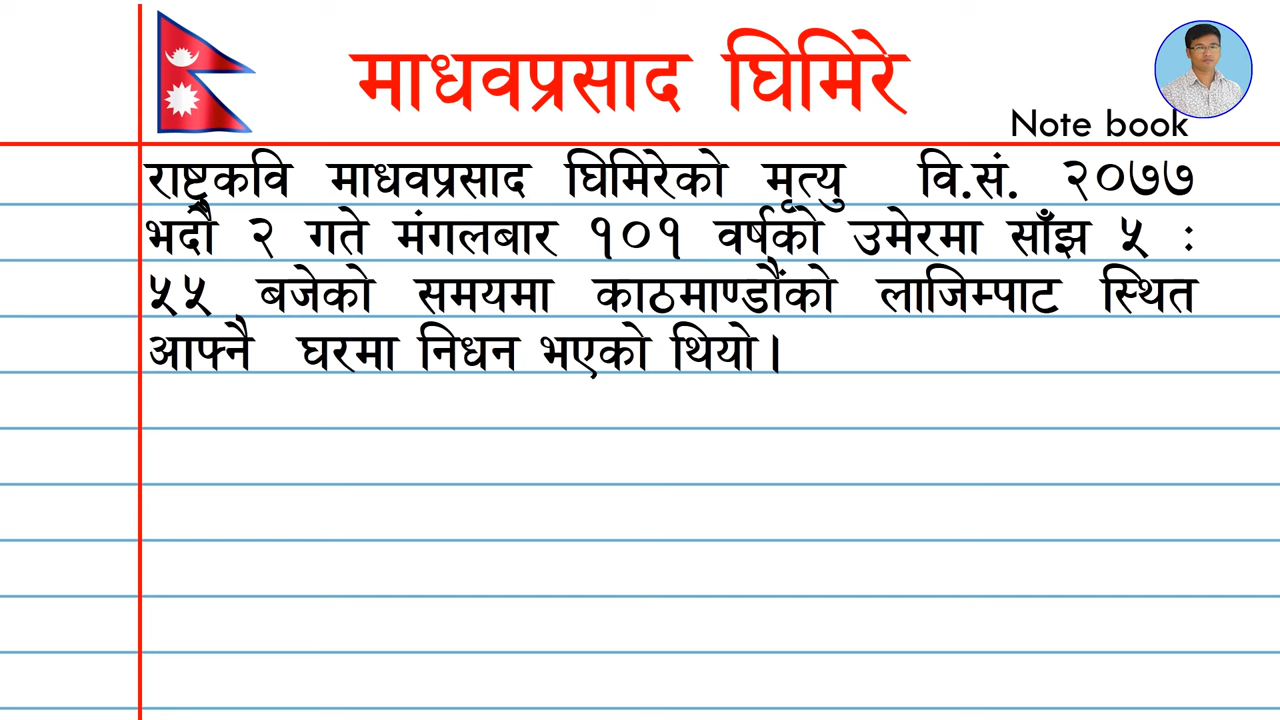 माधवप्रसाद घिमिरे
Note book
राष्ट्रकवि माधवप्रसाद घिमिरेको मृत्यु वि.सं. २०७७
भदौ २ गते मंगलबार १०१ वर्षको उमेरमा साँझ ५ :
५५ बजेको समयमा काठमाण्डौंको लाजिम्पाट स्थित
आफ्नै घरमा निधन भएको थियो।